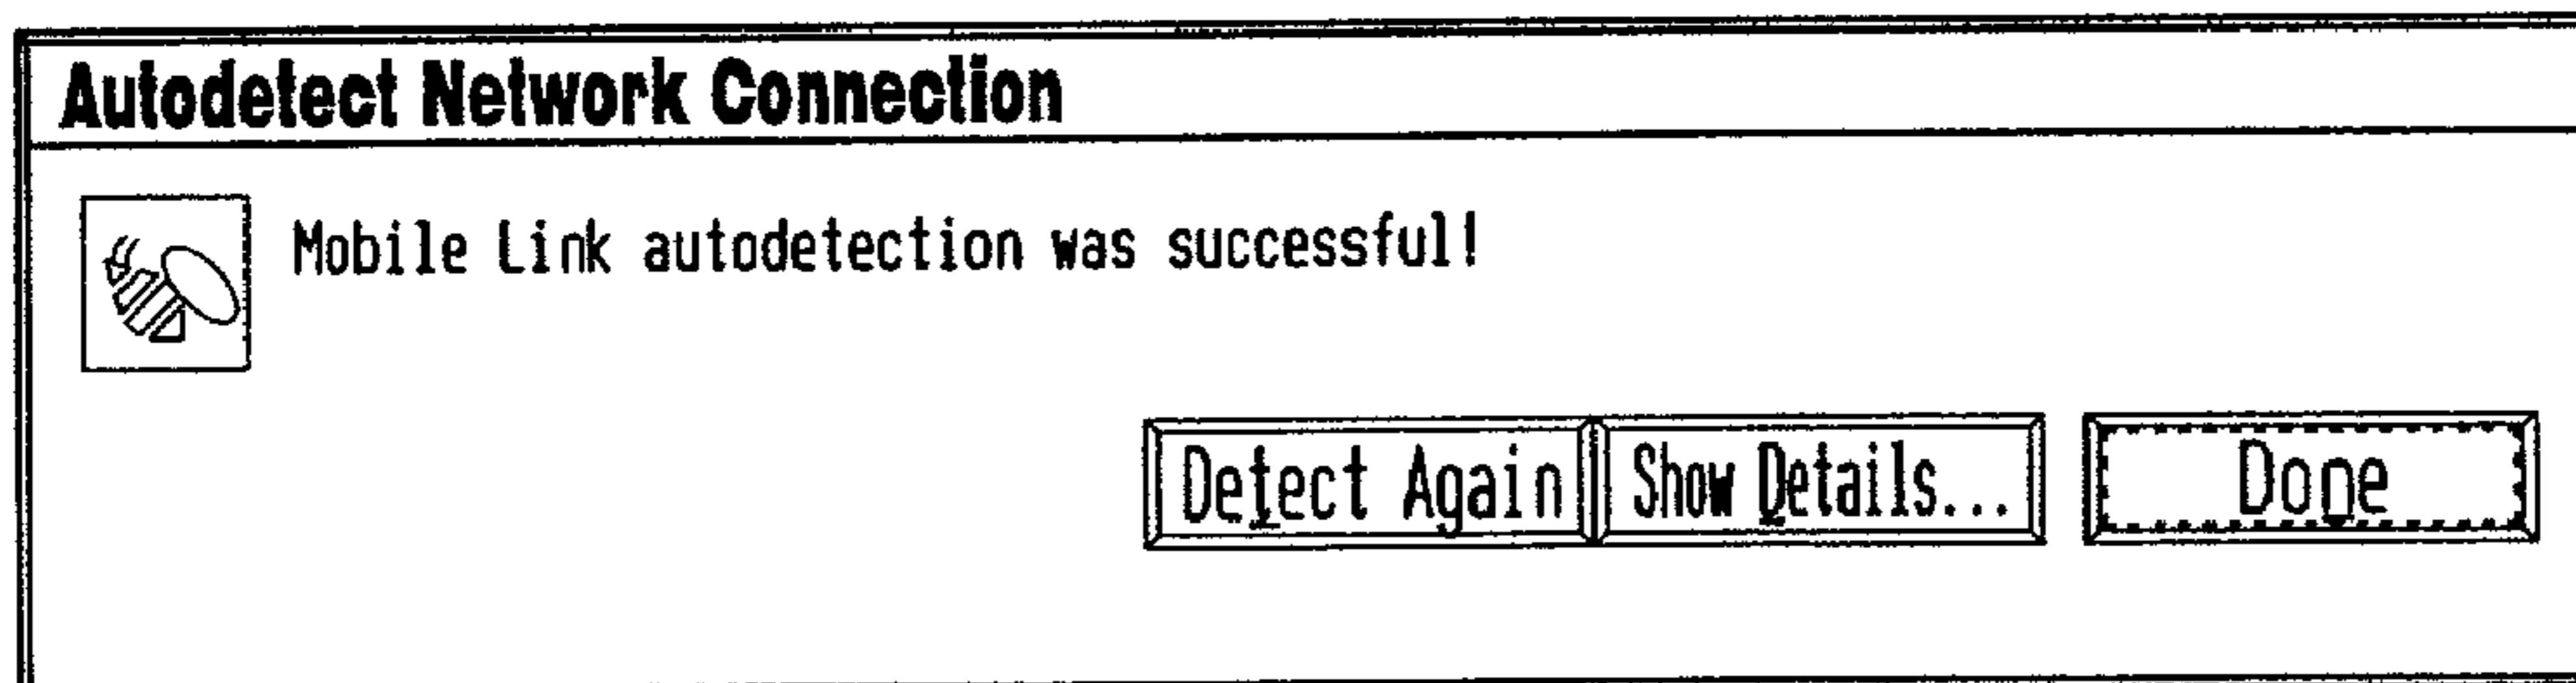 Autodetect Network Connection
Mobile Link autodetection was successful!
Detect Again Show Details... Done